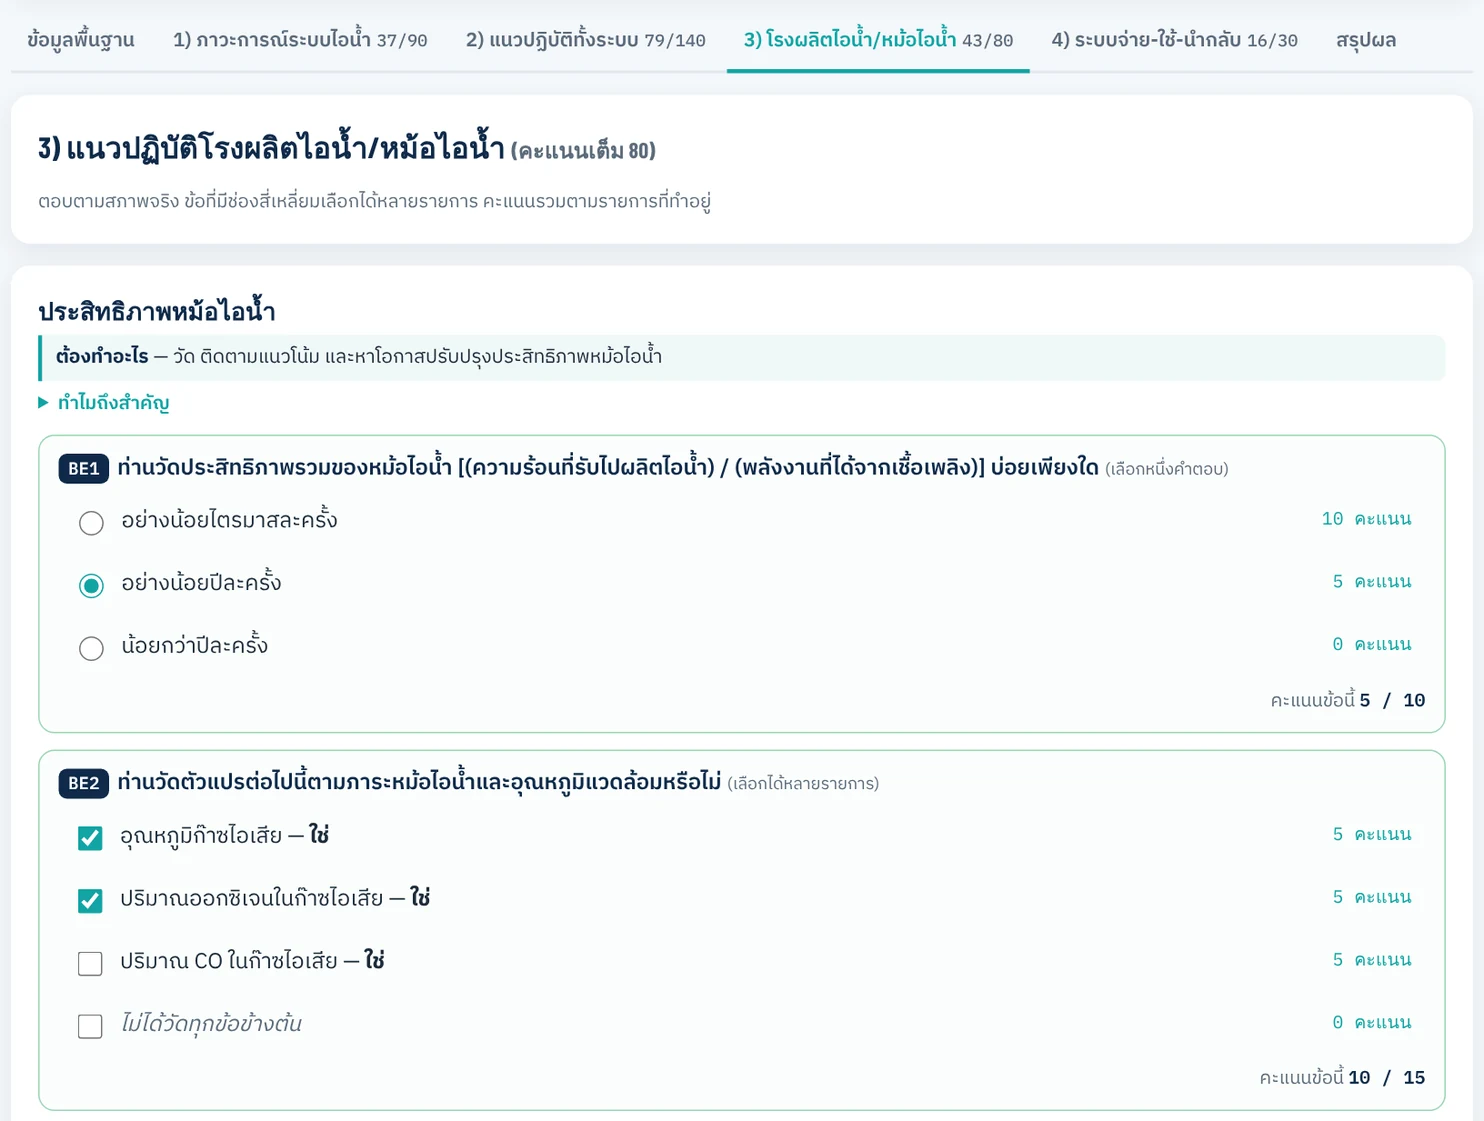 ข้อมูลพื้นฐาน
1) ภาวะการณ์ระบบไอน้ำ 37/90
2) แนวปฏิบัติทั้งระบบ 79/140
3) โรงผลิตไอน้ำ/หม้อไอน้ำ 43/80
4) ระบบจ่าย-ใช้-นำกลับ 16/30
สรุปผล
3) แนวปฏิบัติโรงผลิตไอน้ำ/หม้อไอน้ำ (คะแนนเต็ม 80)
ตอบตามสภาพจริง ข้อที่มีช่องสี่เหลี่ยมเลือกได้หลายรายการ คะแนนรวมตามรายการที่ทำอยู่
ประสิทธิภาพหม้อไอน้ำ
ต้องทำอะไร — วัด ติดตามแนวโน้ม และหาโอกาสปรับปรุงประสิทธิภาพหม้อไอน้ำ
▶ ทำไมถึงสำคัญ
BE1 ท่านวัดประสิทธิภาพรวมของหม้อไอน้ำ [(ความร้อนที่รับไปผลิตไอน้ำ) / (พลังงานที่ได้จากเชื้อเพลิง)] บ่อยเพียงใด (เลือกหนึ่งคำตอบ)
อย่างน้อยไตรมาสละครั้ง 10 คะแนน
อย่างน้อยปีละครั้ง 5 คะแนน
น้อยกว่าปีละครั้ง 0 คะแนน
คะแนนข้อนี้ 5 / 10
BE2 ท่านวัดตัวแปรต่อไปนี้ตามภาระหม้อไอน้ำและอุณหภูมิแวดล้อมหรือไม่ (เลือกได้หลายรายการ)
อุณหภูมิก๊าซไอเสีย — ใช่ 5 คะแนน
ปริมาณออกซิเจนในก๊าซไอเสีย — ใช่ 5 คะแนน
ปริมาณ CO ในก๊าซไอเสีย — ใช่ 5 คะแนน
ไม่ได้วัดทุกข้อข้างต้น 0 คะแนน
คะแนนข้อนี้ 10 / 15